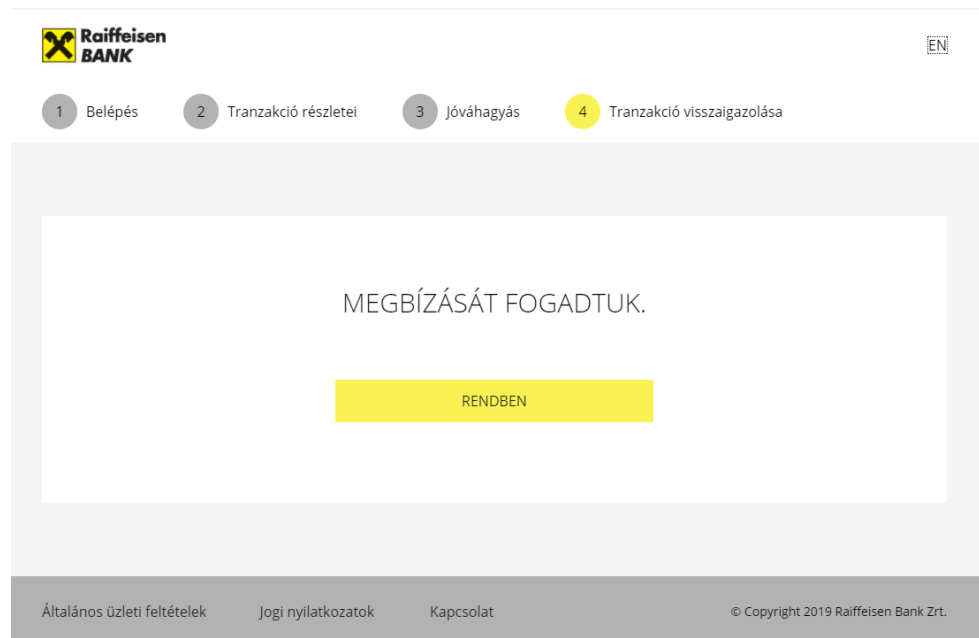 Raiffeisen
BANK
EN
1 Belépés 2 Tranzakció részletei 3 Jóváhagyás 4 Tranzakció visszaigazolása
MEGBÍZÁSÁT FOGADTUK.
RENDBEN
Általános üzleti feltételek Jogi nyilatkozatok Kapcsolat © Copyright 2019 Raiffeisen Bank Zrt.